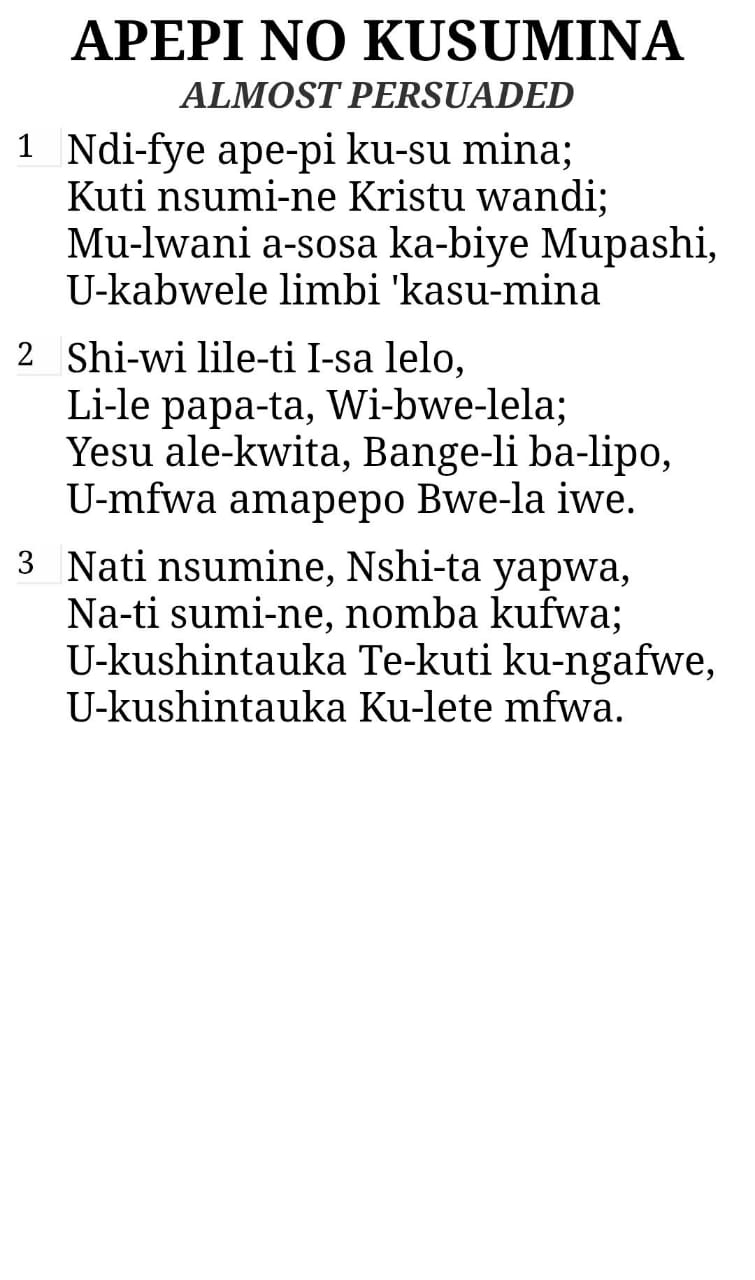 APEPI NO KUSUMINA
ALMOST PERSUADED
1 Ndi-fye ape-pi ku-su mina;
Kuti nsumi-ne Kristu wandi;
Mu-lwani a-sosa ka-biye Mupashi,
U-kabwele limbi 'kasu-mina
2 Shi-wi lile-ti I-sa lelo,
Li-le papa-ta, Wi-bwe-lela;
Yesu ale-kwita, Bange-li ba-lipo,
U-mfwa amapepo Bwe-la iwe.
3 Nati nsumine, Nshi-ta yapwa,
Na-ti sumi-ne, nomba kufwa;
U-kushintauka Te-kuti ku-ngafwe,
U-kushintauka Ku-lete mfwa.